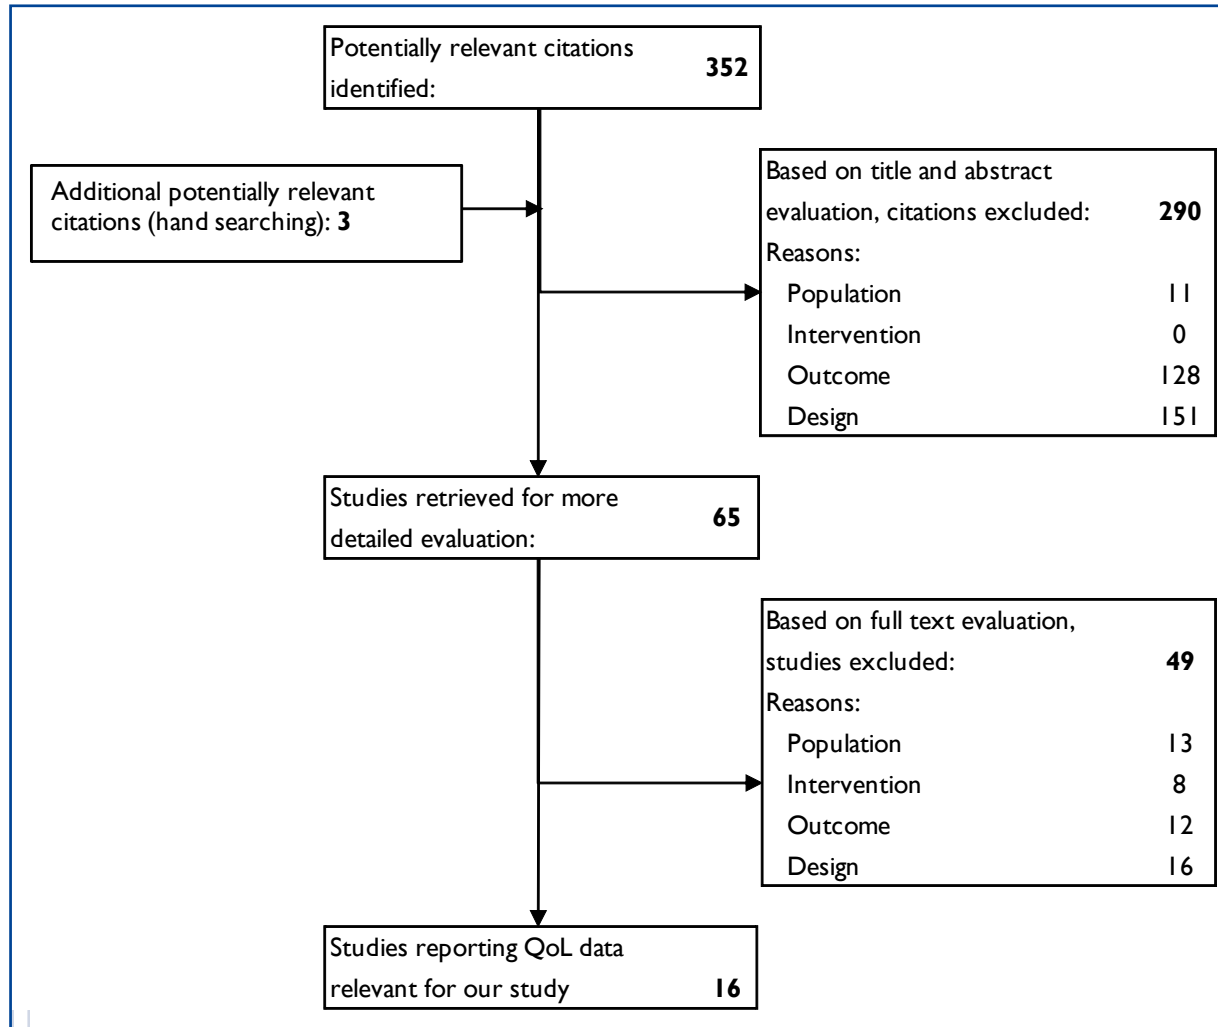 Potentially relevant citations
identified: 352
Additional potentially relevant
citations (hand searching): 3
Based on title and abstract
evaluation, citations excluded: 290
Reasons:
Population 11
Intervention 0
Outcome 128
Design 151
Studies retrieved for more
detailed evaluation: 65
Based on full text evaluation,
studies excluded: 49
Reasons:
Population 13
Intervention 8
Outcome 12
Design 16
Studies reporting QoL data
relevant for our study 16